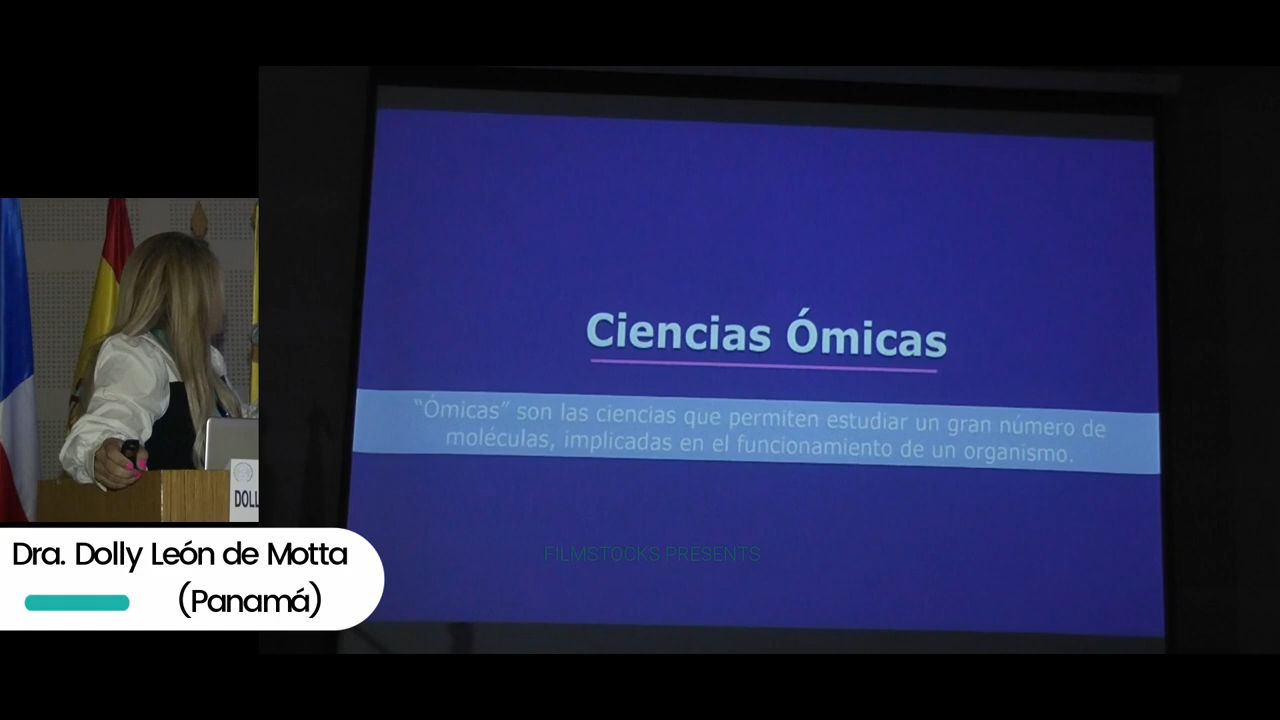 Ciencias Ómicas
“Ómicas” son las ciencias que permiten estudiar un gran número de
moléculas, implicadas en el funcionamiento de un organismo.
FILMSTOCKS PRESENTS
DOLL
Dra. Dolly León de Motta
(Panamá)